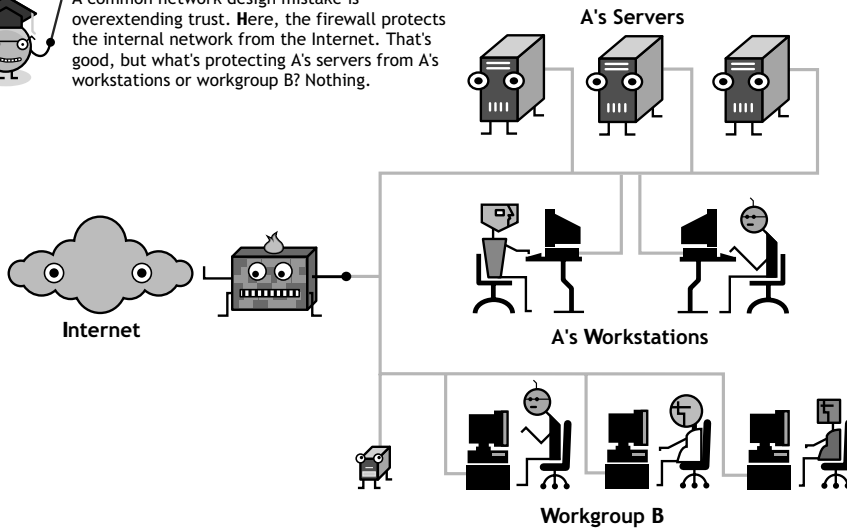 A common network design mistake is
overextending trust. Here, the firewall protects
the internal network from the Internet. That's
good, but what's protecting A's servers from A's
workstations or workgroup B? Nothing.
A's Servers
Internet
A's Workstations
Workgroup B